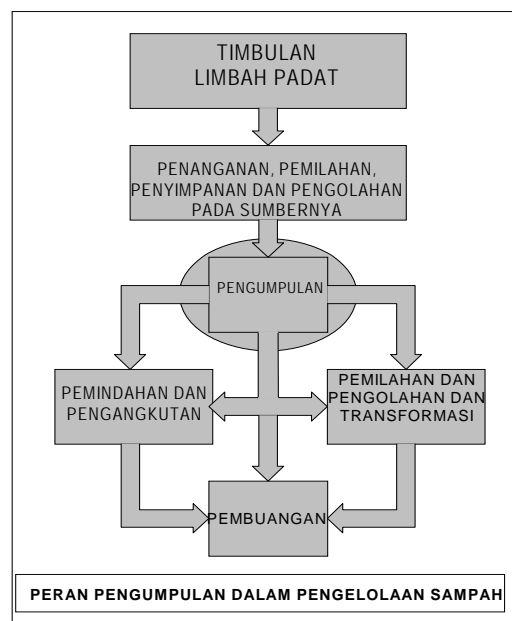 TIMBULAN
LIMBAH PADAT
PENANGANAN, PEMILAHAN,
PENYIMPANAN DAN PENGOLAHAN
PADA SUMBERNYA
PENGUMPULAN
PEMINDAHAN DAN
PENGANGKUTAN
PEMILAHAN DAN
PENGOLAHAN DAN
TRANSFORMASI
PEMBUANGAN
PERAN PENGUMPULAN DALAM PENGELOLAAN SAMPAH